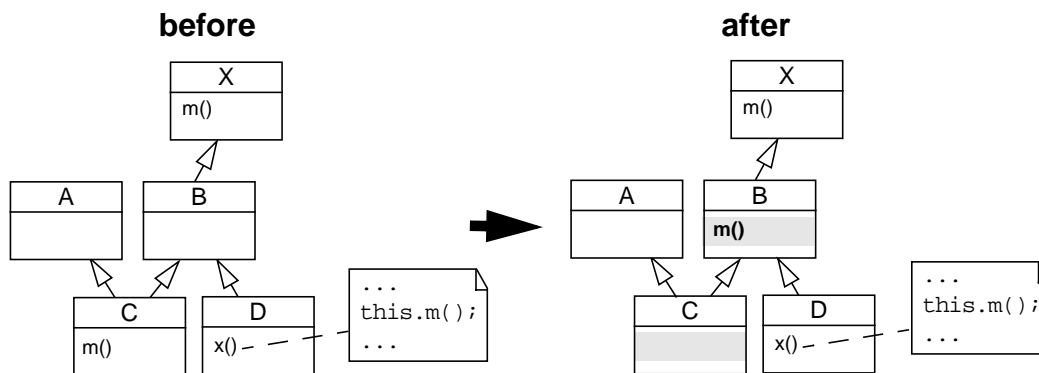 before
X
m()
A
B
C
m()
D
x()
...
this.m();
...
after
X
m()
A
B
m()
C
D
x()
...
this.m();
...